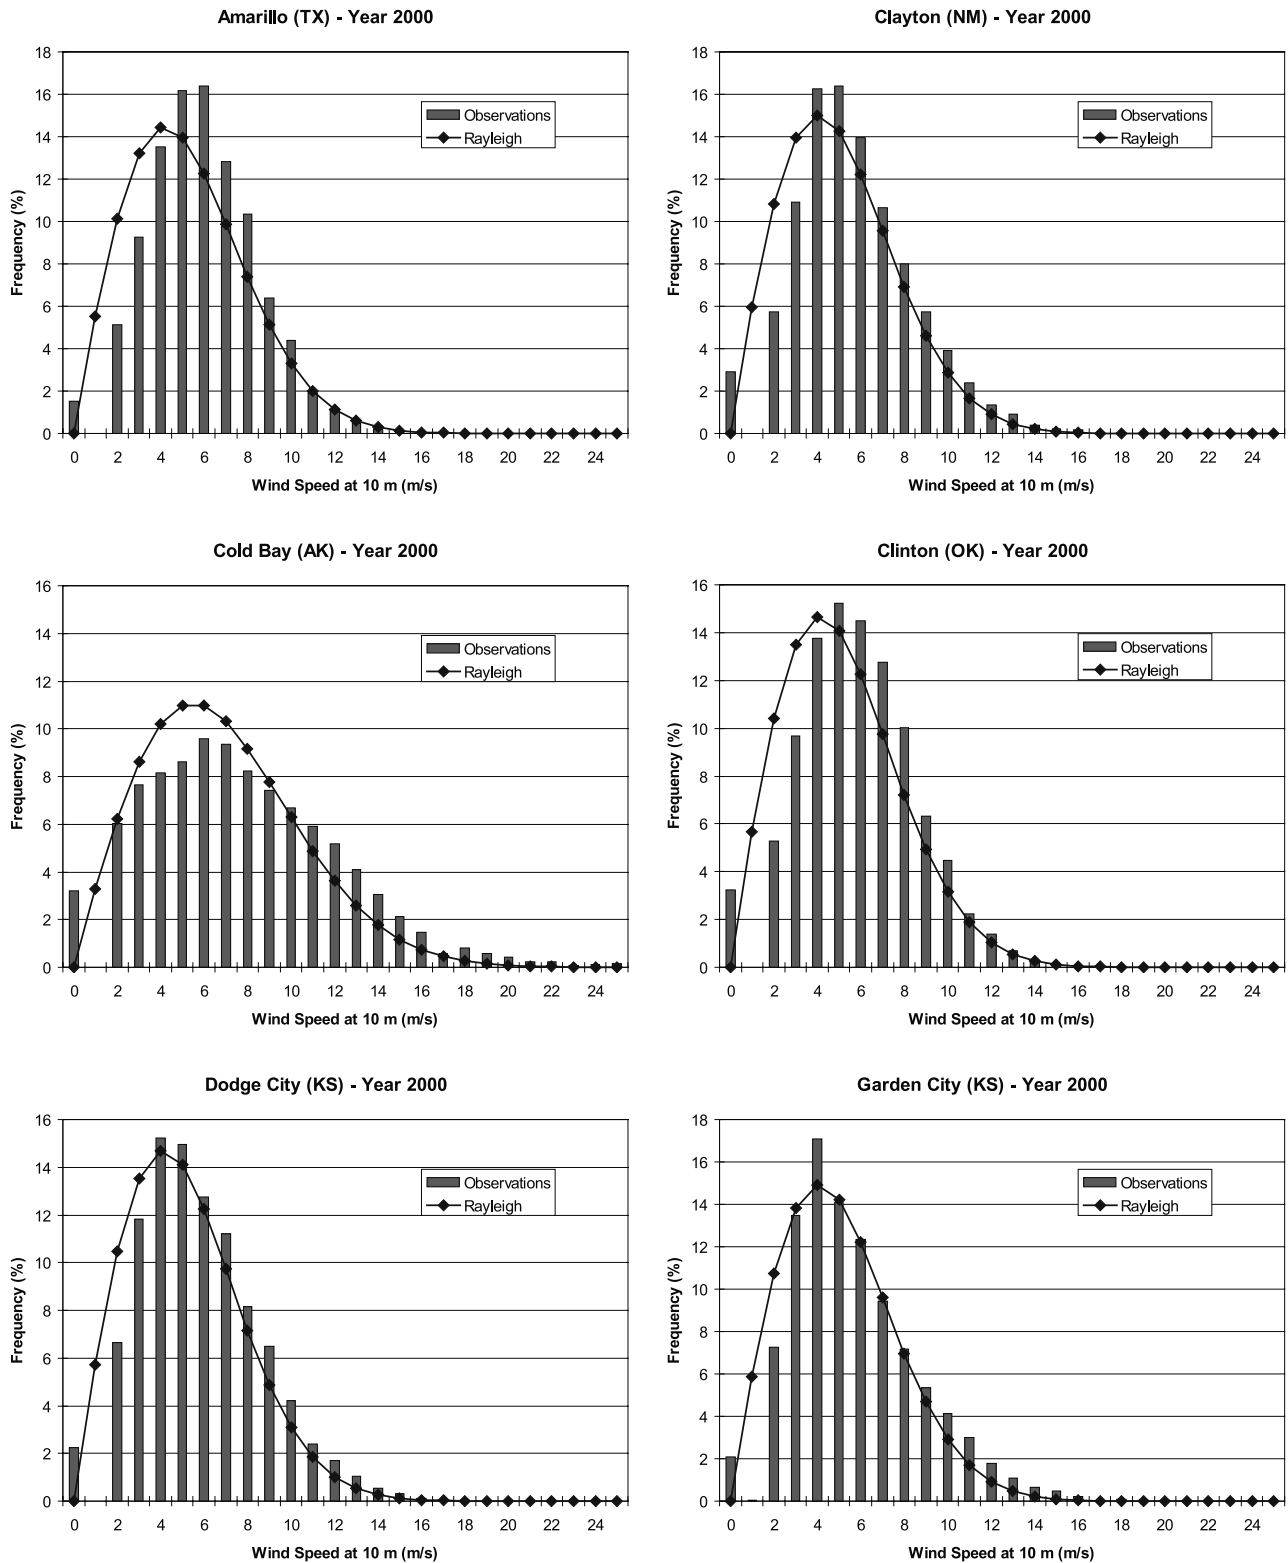 Amarillo (TX) - Year 2000
18
16
14
12
10
8
6
4
2
0
Frequency (%)
Observations
Rayleigh
0 2 4 6 8 10 12 14 16 18 20 22 24
Wind Speed at 10 m (m/s)
Clayton (NM) - Year 2000
18
16
14
12
10
8
6
4
2
0
Frequency (%)
Observations
Rayleigh
0 2 4 6 8 10 12 14 16 18 20 22 24
Wind Speed at 10 m (m/s)
Cold Bay (AK) - Year 2000
16
14
12
10
8
6
4
2
0
Frequency (%)
Observations
Rayleigh
0 2 4 6 8 10 12 14 16 18 20 22 24
Wind Speed at 10 m (m/s)
Clinton (OK) - Year 2000
16
14
12
10
8
6
4
2
0
Frequency (%)
Observations
Rayleigh
0 2 4 6 8 10 12 14 16 18 20 22 24
Wind Speed at 10 m (m/s)
Dodge City (KS) - Year 2000
16
14
12
10
8
6
4
2
0
Frequency (%)
Observations
Rayleigh
0 2 4 6 8 10 12 14 16 18 20 22 24
Wind Speed at 10 m (m/s)
Garden City (KS) - Year 2000
18
16
14
12
10
8
6
4
2
0
Frequency (%)
Observations
Rayleigh
0 2 4 6 8 10 12 14 16 18 20 22 24
Wind Speed at 10 m (m/s)